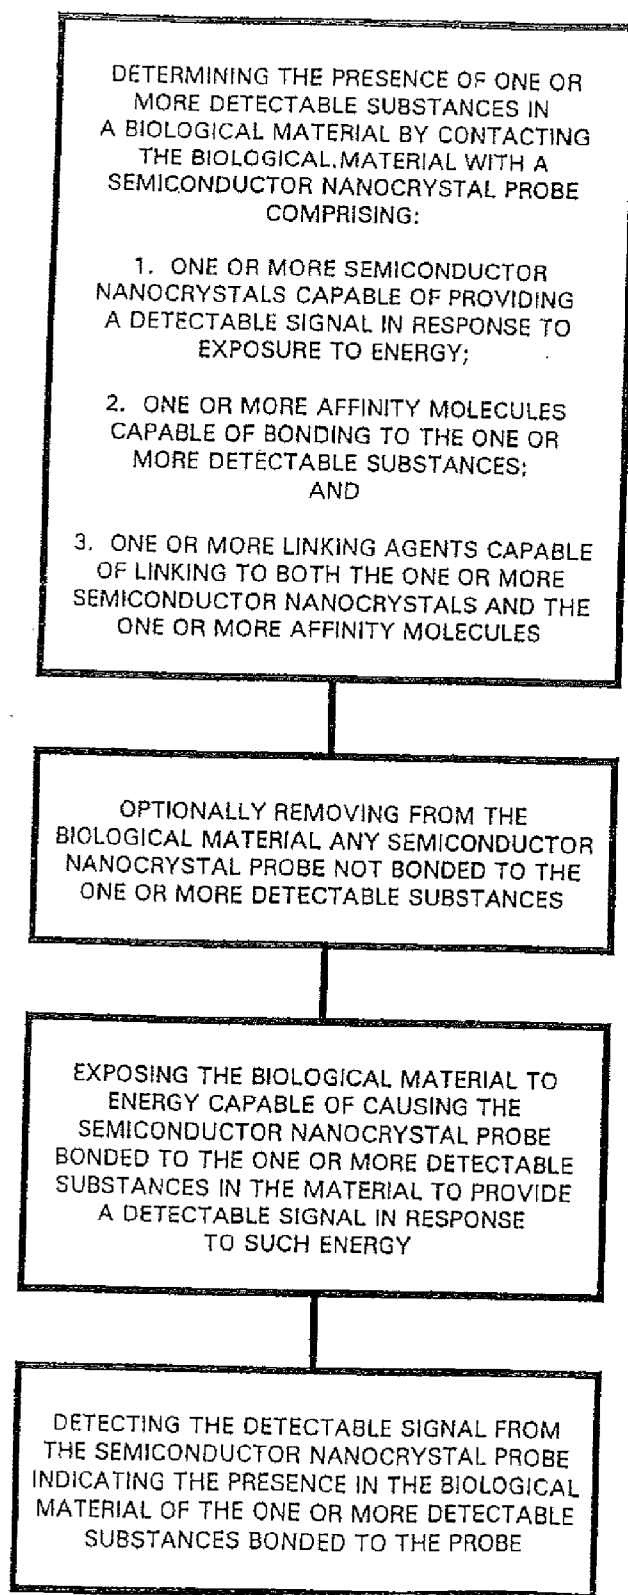 DETERMINING THE PRESENCE OF ONE OR
MORE DETECTABLE SUBSTANCES IN
A BIOLOGICAL MATERIAL BY CONTACTING
THE BIOLOGICAL MATERIAL WITH A
SEMICONDUCTOR NANOCRYSTAL PROBE
COMPRISING:
1. ONE OR MORE SEMICONDUCTOR
NANOCRYSTALS CAPABLE OF PROVIDING
A DETECTABLE SIGNAL IN RESPONSE TO
EXPOSURE TO ENERGY;
2. ONE OR MORE AFFINITY MOLECULES
CAPABLE OF BONDING TO THE ONE OR
MORE DETECTABLE SUBSTANCES;
AND
3. ONE OR MORE LINKING AGENTS CAPABLE
OF LINKING TO BOTH THE ONE OR MORE
SEMICONDUCTOR NANOCRYSTALS AND THE
ONE OR MORE AFFINITY MOLECULES
OPTIONALLY REMOVING FROM THE
BIOLOGICAL MATERIAL ANY SEMICONDUCTOR
NANOCRYSTAL PROBE NOT BONDED TO THE
ONE OR MORE DETECTABLE SUBSTANCES
EXPOSING THE BIOLOGICAL MATERIAL TO
ENERGY CAPABLE OF CAUSING THE
SEMICONDUCTOR NANOCRYSTAL PROBE
BONDED TO THE ONE OR MORE DETECTABLE
SUBSTANCES IN THE MATERIAL TO PROVIDE
A DETECTABLE SIGNAL IN RESPONSE
TO SUCH ENERGY
DETECTING THE DETECTABLE SIGNAL FROM
THE SEMICONDUCTOR NANOCRYSTAL PROBE
INDICATING THE PRESENCE IN THE BIOLOGICAL
MATERIAL OF THE ONE OR MORE DETECTABLE
SUBSTANCES BONDED TO THE PROBE